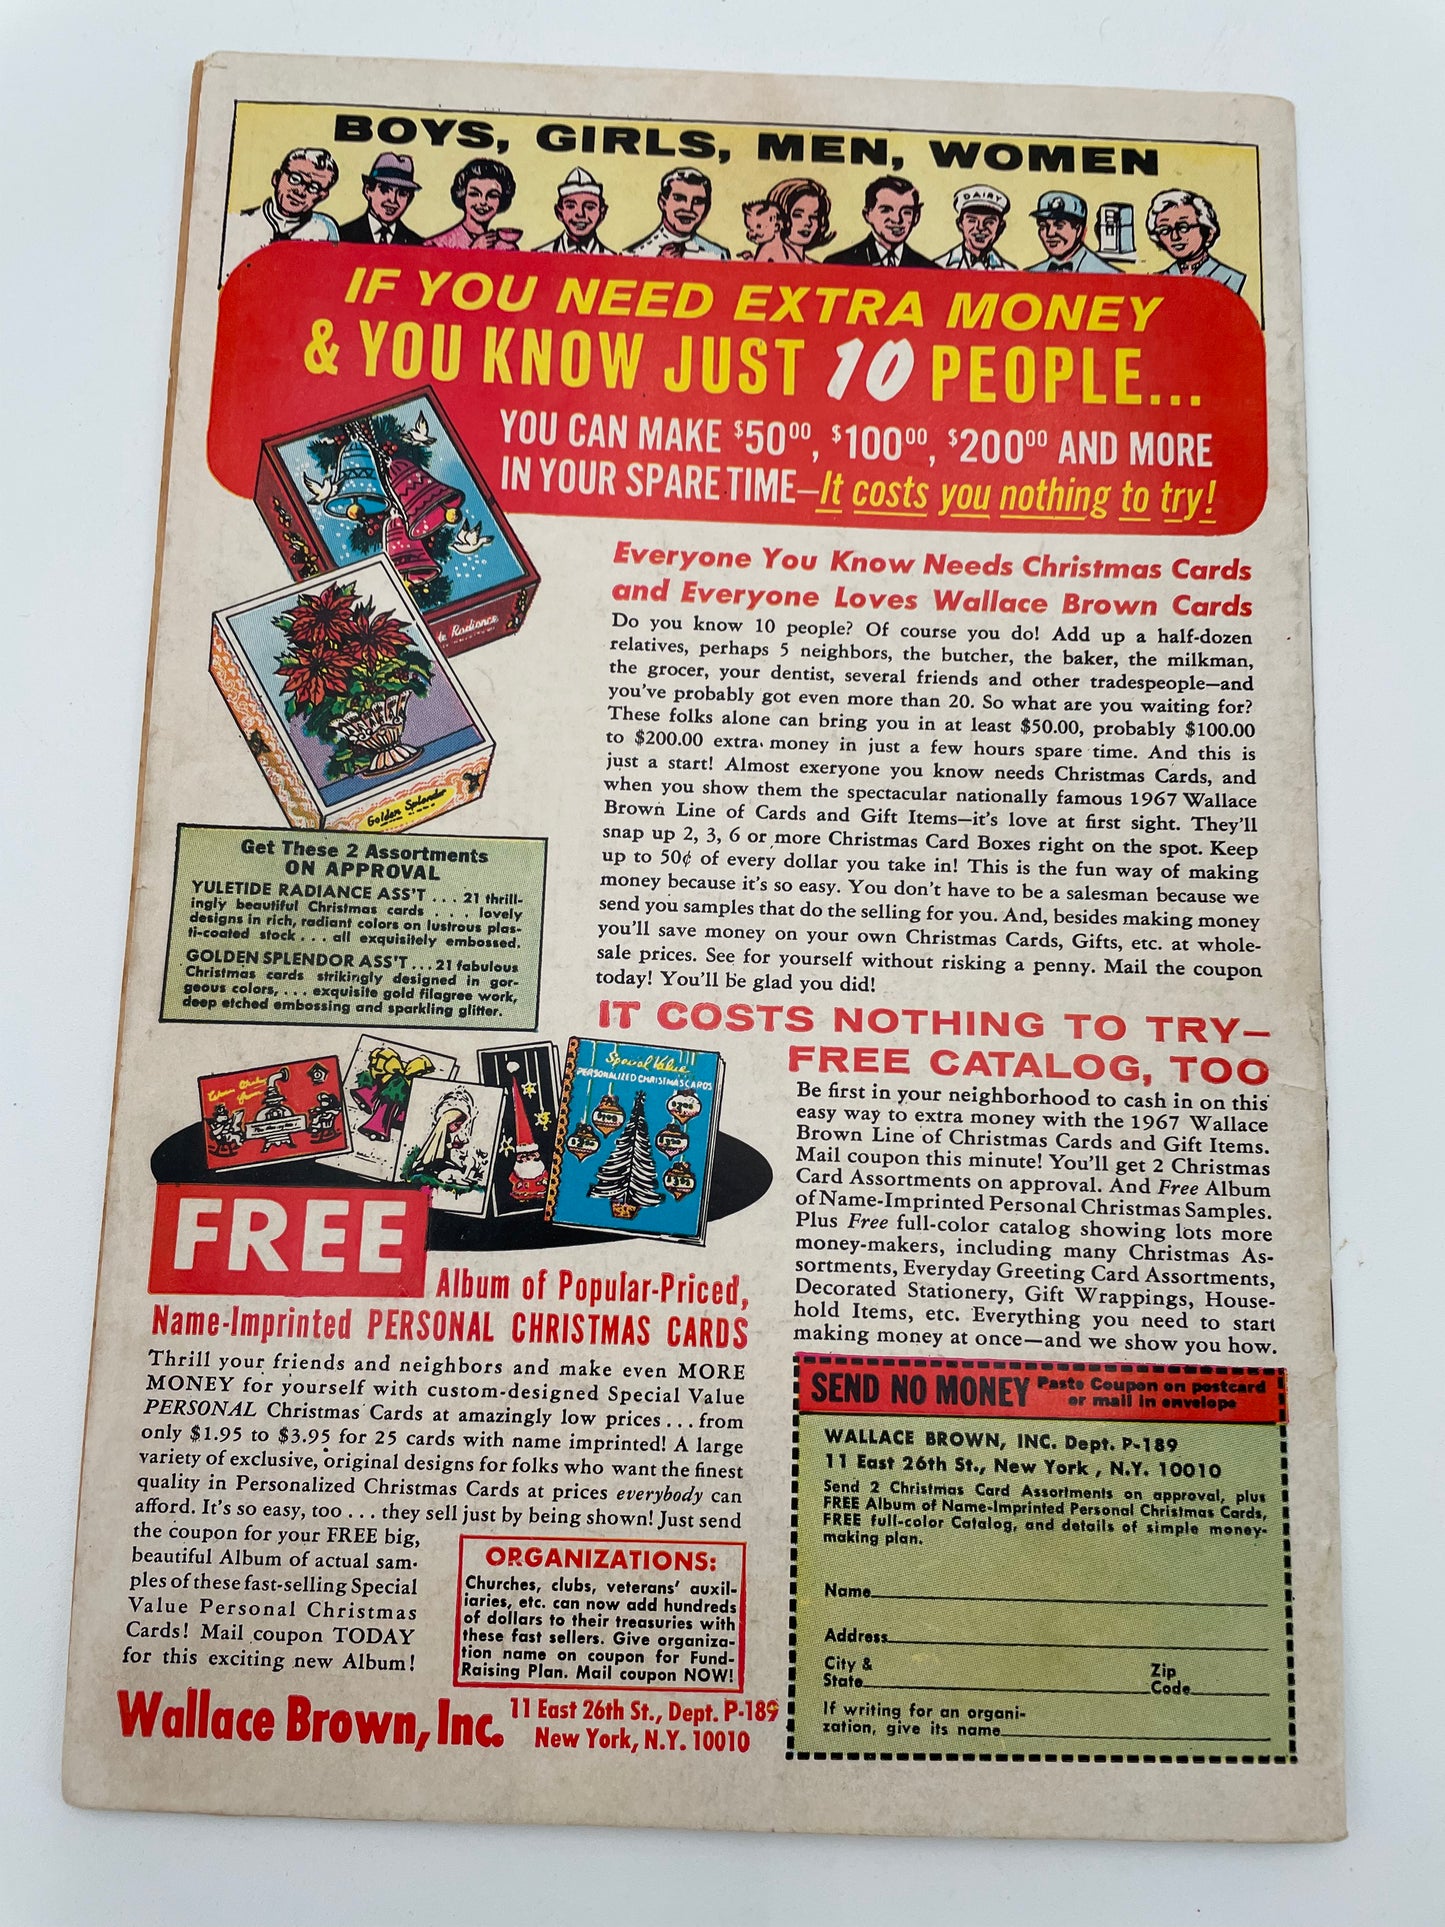 BOYS, GIRLS, MEN, WOMEN
DAIRY
IF YOU NEED EXTRA MONEY
& YOU KNOW JUST 10 PEOPLE...
YOU CAN MAKE $50⁰⁰, $100⁰⁰, $200⁰⁰ AND MORE
IN YOUR SPARE TIME—It costs you nothing to try!
Radiance
Golden Splendor
Everyone You Know Needs Christmas Cards
and Everyone Loves Wallace Brown Cards
Do you know 10 people? Of course you do! Add up a half-dozen
relatives, perhaps 5 neighbors, the butcher, the baker, the milkman,
the grocer, your dentist, several friends and other tradespeople—and
you've probably got even more than 20. So what are you waiting for?
These folks alone can bring you in at least $50.00, probably $100.00
to $200.00 extra money in just a few hours spare time. And this is
just a start! Almost exeryone you know needs Christmas Cards, and
when you show them the spectacular nationally famous 1967 Wallace
Brown Line of Cards and Gift Items—it's love at first sight. They'll
snap up 2, 3, 6 or more Christmas Card Boxes right on the spot. Keep
up to 50¢ of every dollar you take in! This is the fun way of making
money because it's so easy. You don't have to be a salesman because we
send you samples that do the selling for you. And, besides making money
you'll save money on your own Christmas Cards, Gifts, etc. at whole-
sale prices. See for yourself without risking a penny. Mail the coupon
today! You'll be glad you did!
Get These 2 Assortments
ON APPROVAL
YULETIDE RADIANCE ASS'T . . . 21 thrill-
ingly beautiful Christmas cards . . . . lovely
designs in rich, radiant colors on lustrous plas-
ti-coated stock . . . all exquisitely embossed.
GOLDEN SPLENDOR ASS'T . . . 21 fabulous
Christmas cards strikingly designed in gor-
geous colors, . . . exquisite gold filagree work,
deep etched embossing and sparkling glitter.
IT COSTS NOTHING TO TRY—
FREE CATALOG, TOO
Be first in your neighborhood to cash in on this
easy way to extra money with the 1967 Wallace
Brown Line of Christmas Cards and Gift Items.
Mail coupon this minute! You'll get 2 Christmas
Card Assortments on approval. And Free Album
of Name-Imprinted Personal Christmas Samples.
Plus Free full-color catalog showing lots more
money-makers, including many Christmas As-
sortments, Everyday Greeting Card Assortments,
Decorated Stationery, Gift Wrappings, House-
hold Items, etc. Everything you need to start
making money at once—and we show you how.
Special Value
PERSONALIZED CHRISTMAS CARDS
FREE
Album of Popular-Priced,
Name-Imprinted PERSONAL CHRISTMAS CARDS
Thrill your friends and neighbors and make even MORE
MONEY for yourself with custom-designed Special Value
PERSONAL Christmas Cards at amazingly low prices . . . from
only $1.95 to $3.95 for 25 cards with name imprinted! A large
variety of exclusive, original designs for folks who want the finest
quality in Personalized Christmas Cards at prices everybody can
afford. It's so easy, too . . . they sell just by being shown! Just send
the coupon for your FREE big,
beautiful Album of actual sam-
ples of these fast-selling Special
Value Personal Christmas
Cards! Mail coupon TODAY
for this exciting new Album!
ORGANIZATIONS:
Churches, clubs, veterans' auxil-
iaries, etc. can now add hundreds
of dollars to their treasuries with
these fast sellers. Give organiza-
tion name on coupon for Fund-
Raising Plan. Mail coupon NOW!
Wallace Brown, Inc. 11 East 26th St., Dept. P-189
New York, N.Y. 10010
SEND NO MONEY Paste Coupon on postcard
or mail in envelope
WALLACE BROWN, INC. Dept. P-189
11 East 26th St., New York , N.Y. 10010
Send 2 Christmas Card Assortments on approval, plus
FREE Album of Name-Imprinted Personal Christmas Cards,
FREE full-color Catalog, and details of simple money-
making plan.
Name
Address
City &
State
Zip
Code
If writing for an organi-
zation, give its name